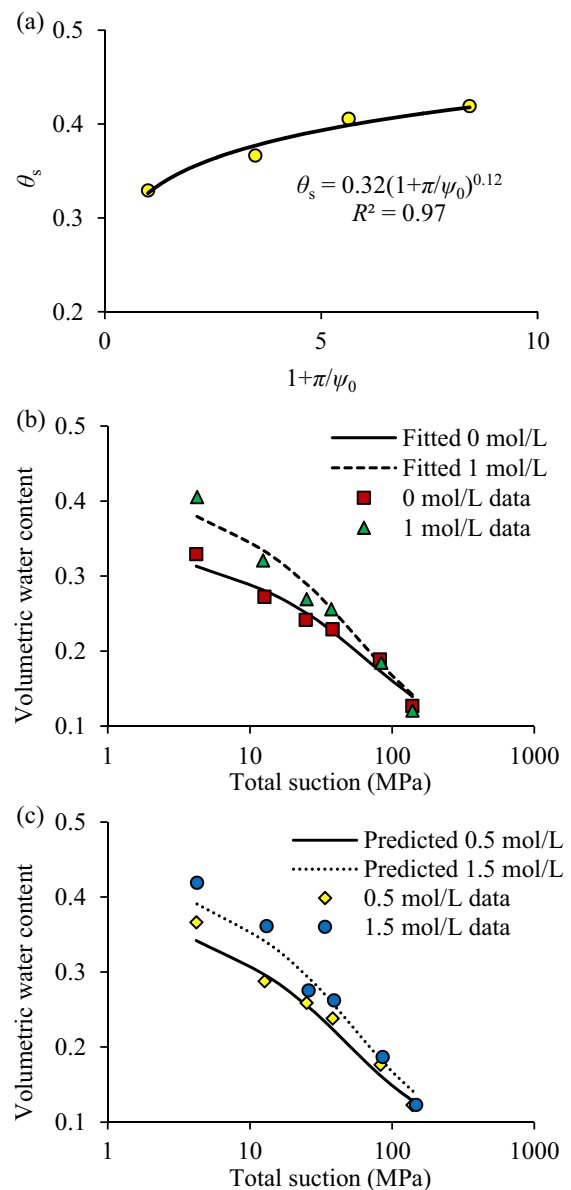 (a)
0.5
0.4
0.3
0.2
θs
θs = 0.32(1+π/ψ0)^0.12
R² = 0.97
0 5 10
1+π/ψ0
(b)
0.5
0.4
0.3
0.2
0.1
Volumetric water content
Fitted 0 mol/L
Fitted 1 mol/L
0 mol/L data
1 mol/L data
1 10 100 1000
Total suction (MPa)
(c)
0.5
0.4
0.3
0.2
0.1
Volumetric water content
Predicted 0.5 mol/L
Predicted 1.5 mol/L
0.5 mol/L data
1.5 mol/L data
1 10 100 1000
Total suction (MPa)